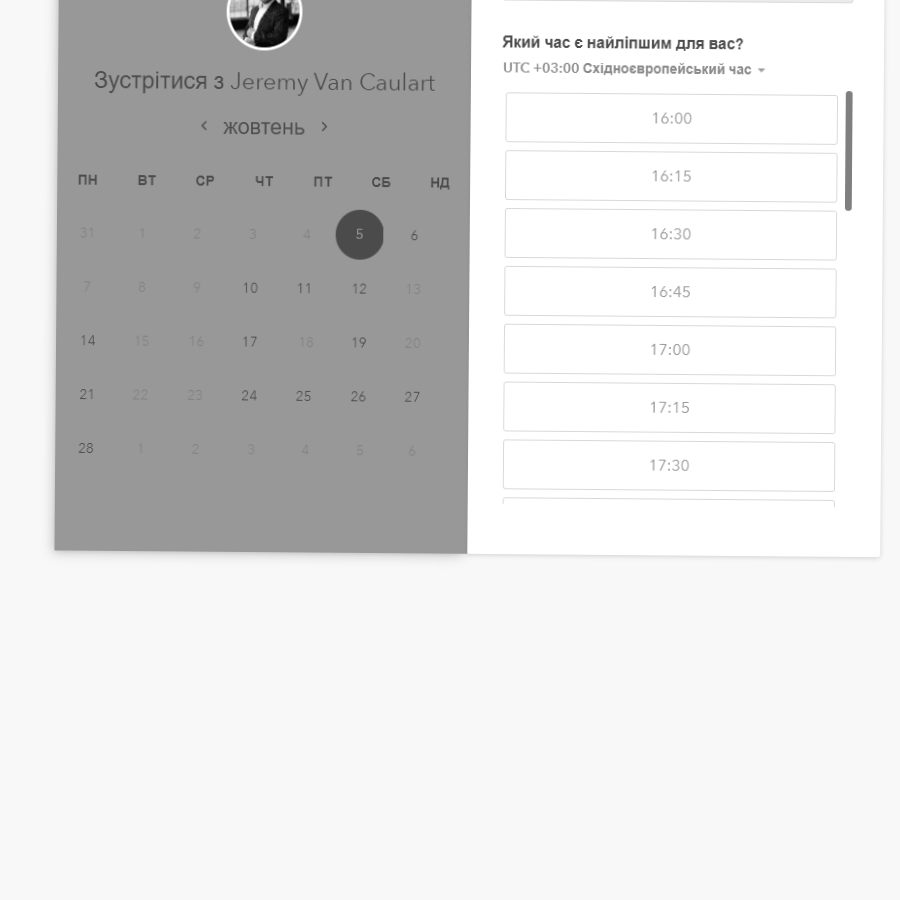 Зустрітися з Jeremy Van Caulart
жовтень
ПН ВТ СР ЧТ ПТ СБ НД
31 1 2 3 4 5 6
7 8 9 10 11 12 13
14 15 16 17 18 19 20
21 22 23 24 25 26 27
28 1 2 3 4 5 6
Який час є найліпшим для вас?
UTC +03:00 Східноєвропейський час
16:00
16:15
16:30
16:45
17:00
17:15
17:30